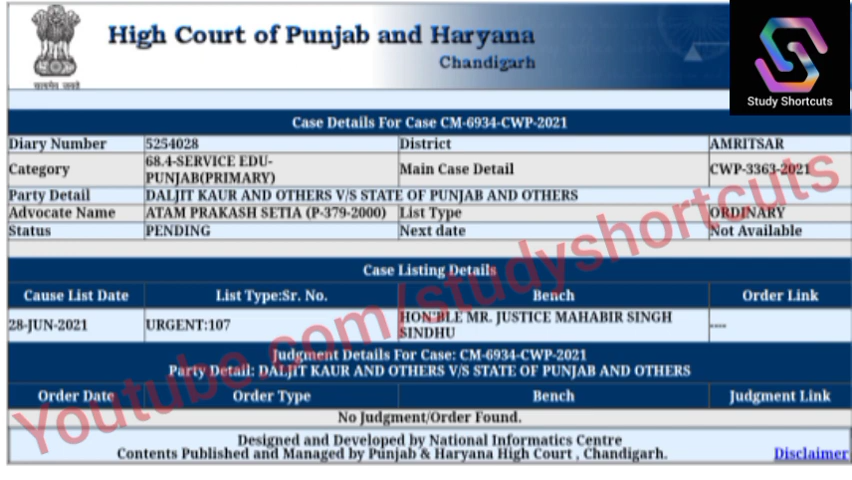 High Court of Punjab and Haryana
Chandigarh
सत्यमेव जयते
Study Shortcuts
Case Details For Case CM-6934-CWP-2021
Diary Number 5254028 District AMRITSAR
Category 68.4-SERVICE EDU-PUNJAB(PRIMARY) Main Case Detail CWP-3363-2021
Party Detail DALJIT KAUR AND OTHERS V/S STATE OF PUNJAB AND OTHERS
Advocate Name ATAM PRAKASH SETIA (P-379-2000) List Type ORDINARY
Status PENDING Next date Not Available
Case Listing Details
Cause List Date List Type:Sr. No. Bench Order Link
28-JUN-2021 URGENT:107 HON'BLE MR. JUSTICE MAHABIR SINGH SINDHU ----
Judgment Details For Case: CM-6934-CWP-2021
Party Detail: DALJIT KAUR AND OTHERS V/S STATE OF PUNJAB AND OTHERS
Order Date Order Type Bench Judgment Link
No Judgment/Order Found.
Designed and Developed by National Informatics Centre
Contents Published and Managed by Punjab & Haryana High Court , Chandigarh.
Disclaimer
Youtube.com/studyshortcuts